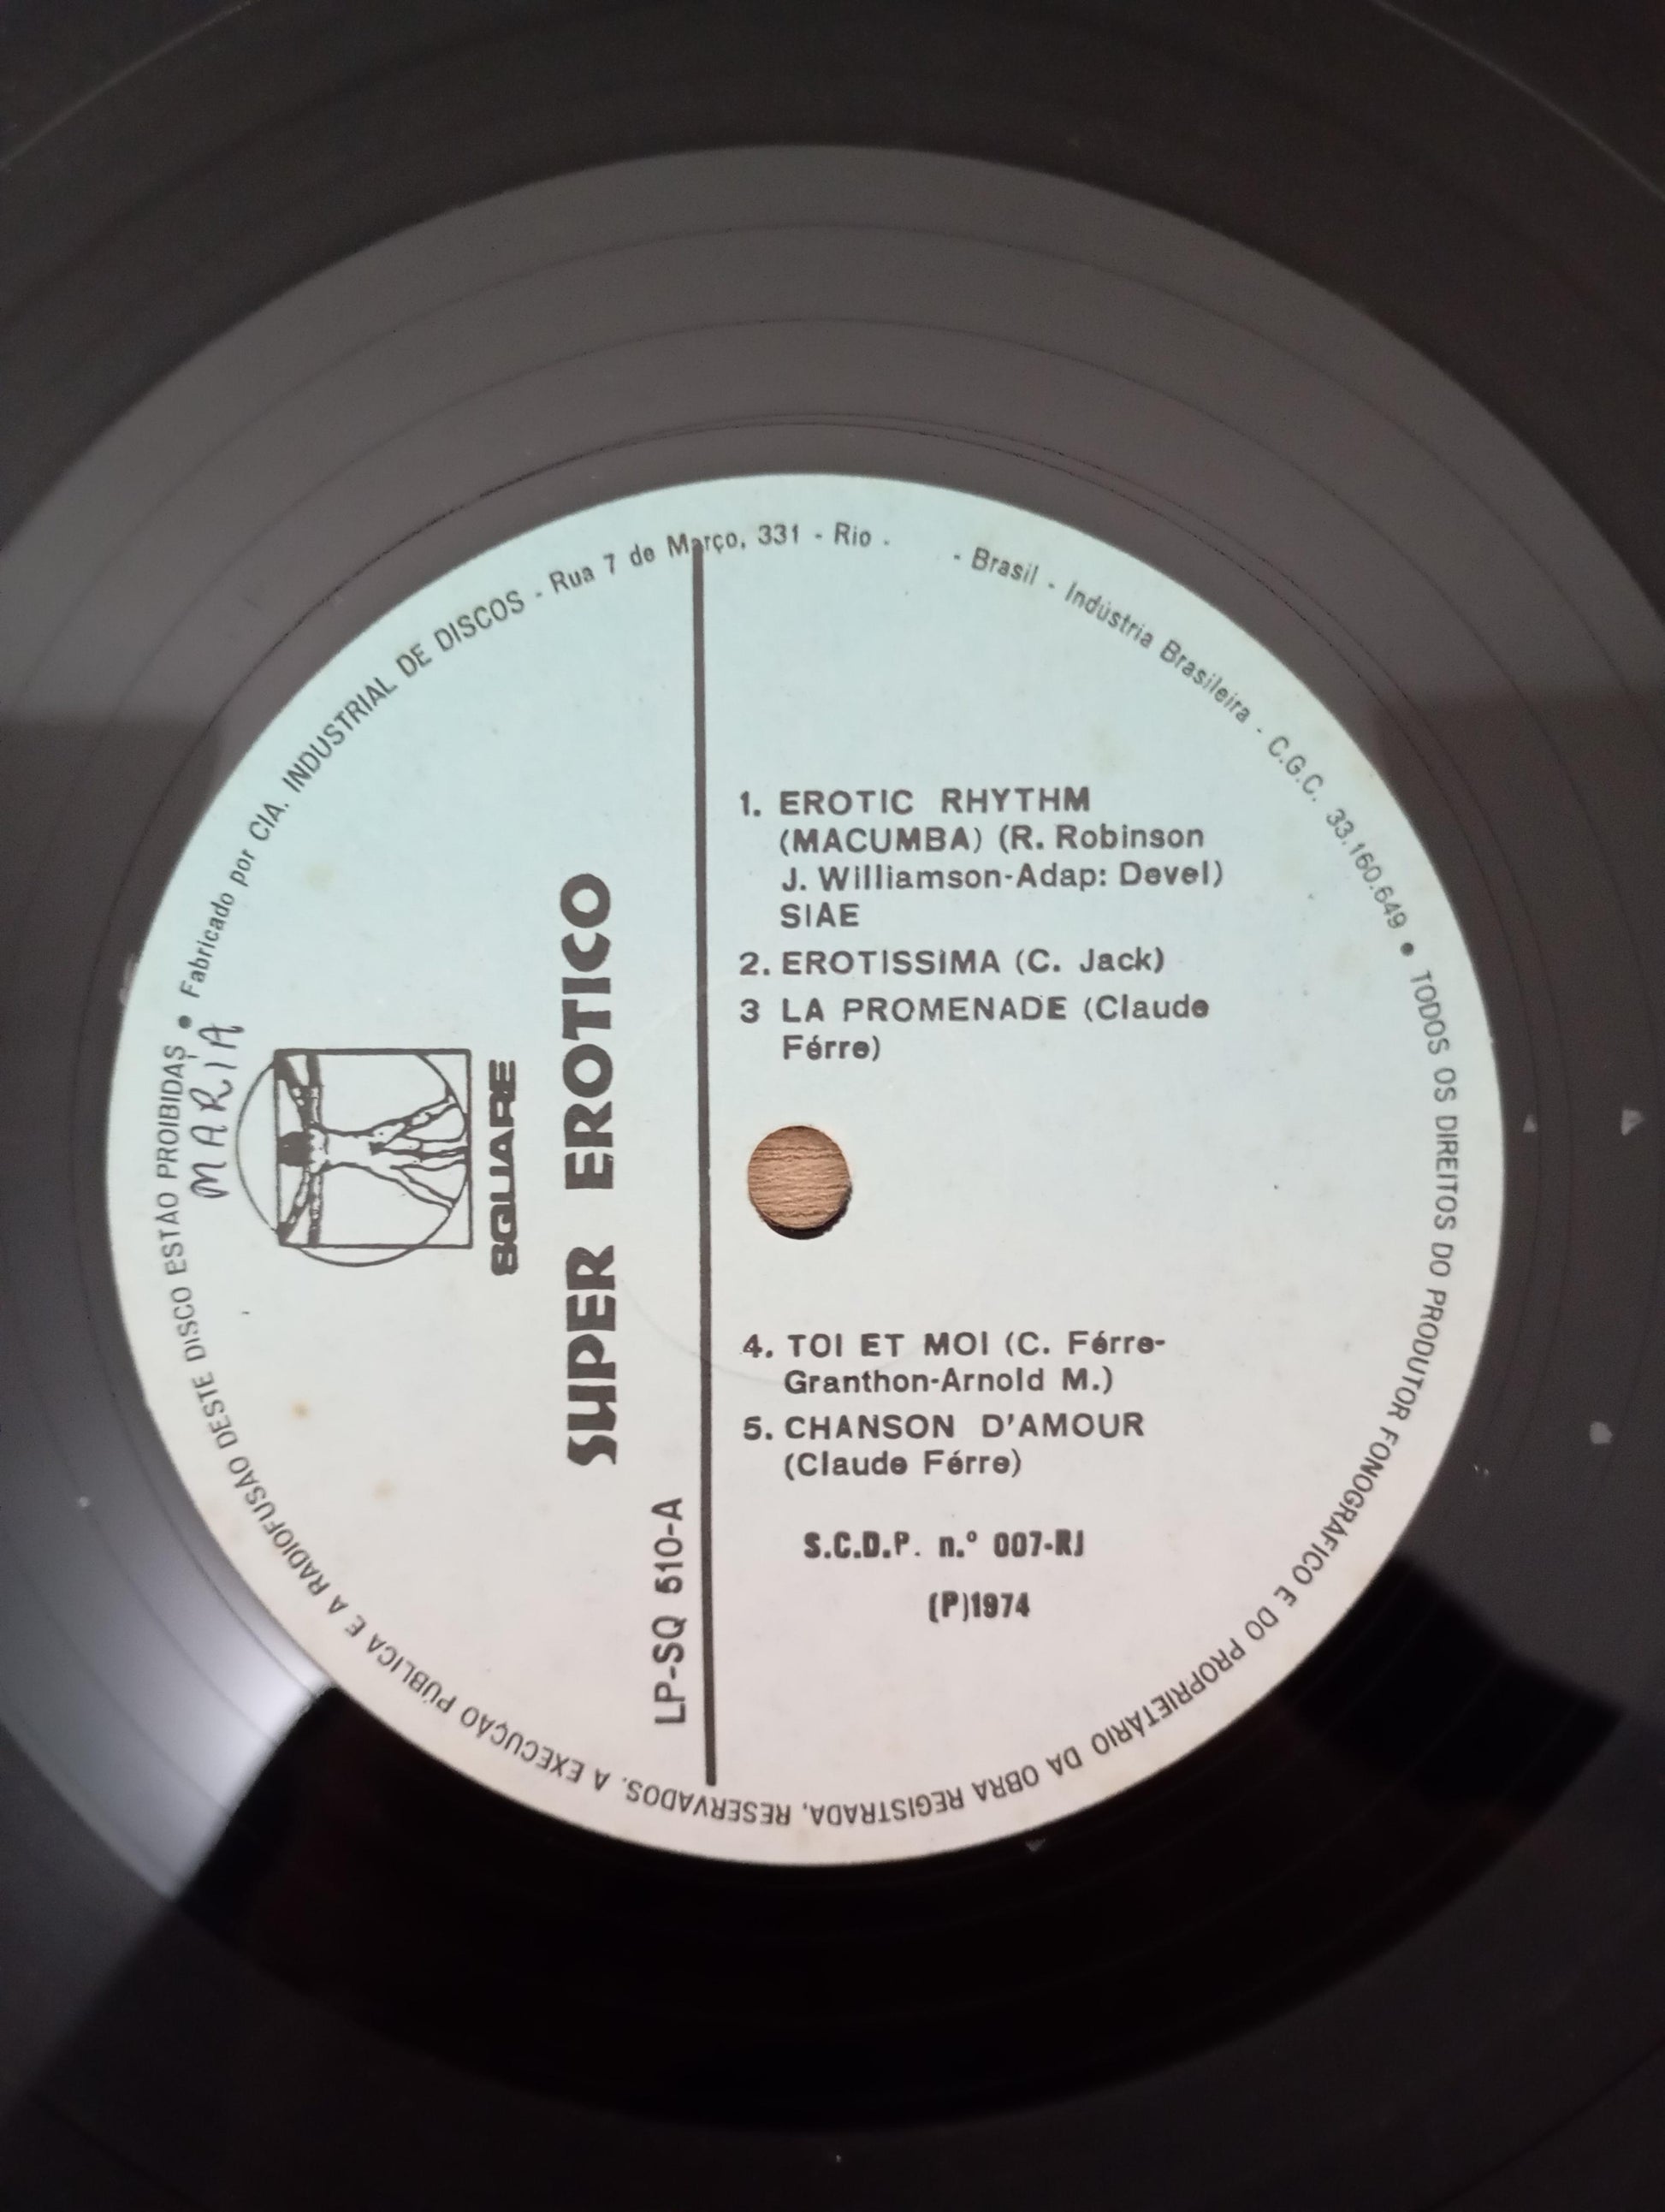 MARIA
SQUARE
SUPER EROTICO
LP-SQ 510-A
1. EROTIC RHYTHM
(MACUMBA) (R. Robinson
J. Williamson-Adap: Devel)
SIAE
2. EROTISSIMA (C. Jack)
3 LA PROMENADE (Claude
Férre)
4. TOI ET MOI (C. Férre-
Granthon-Arnold M.)
5. CHANSON D'AMOUR
(Claude Férre)
S.C.D.P. n.º 007-RJ
(P)1974
• Fabricado por CIA. INDUSTRIAL DE DISCOS - Rua 7 de Março, 331 - Rio - - Brasil - Indústria Brasileira - C.G.C. 33.160.649 • TODOS OS DIREITOS DO PRODUTOR FONOGRÁFICO E DO PROPRIETÁRIO DA OBRA REGISTRADA, RESERVADOS. A EXECUÇÃO PÚBLICA E A RADIOFUSÃO DESTE DISCO ESTÃO PROIBIDAS